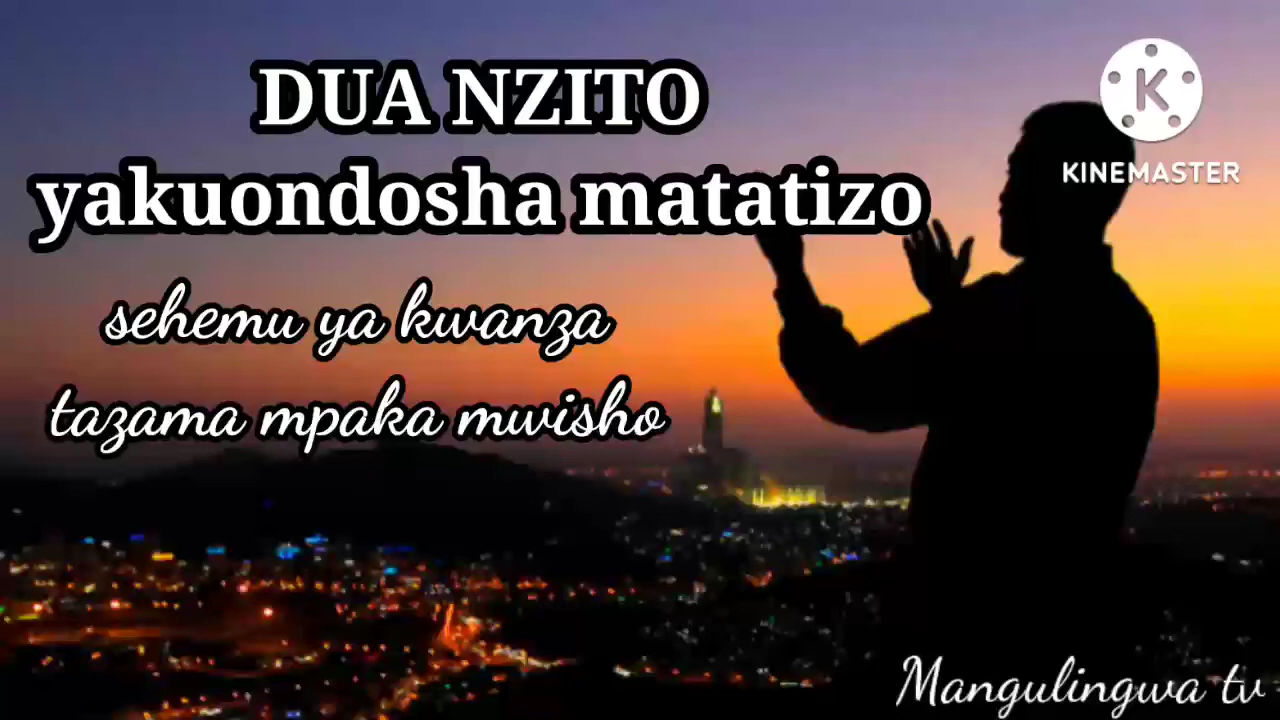 DUA NZITO
yakuondosha matatizo
sehemu ya kwanza
tazama mpaka mwisho
K
KINEMASTER
Mangulingwa tv